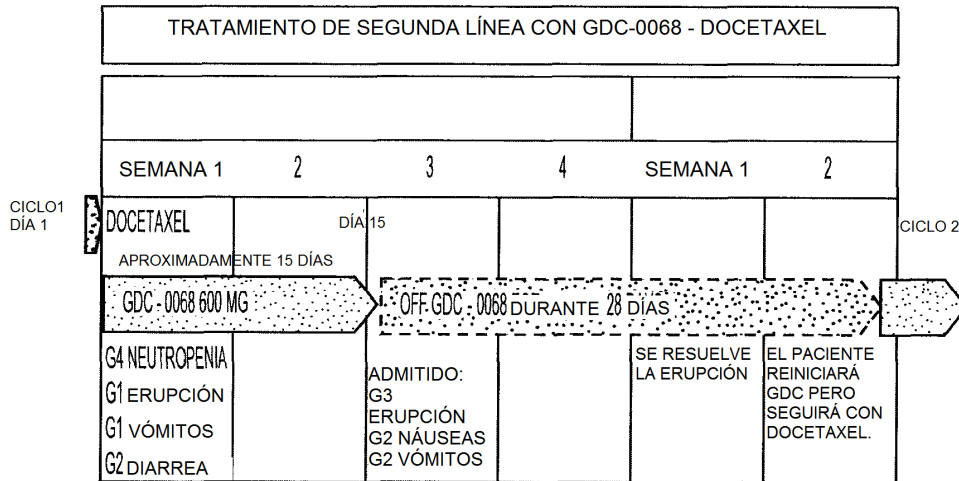 TRATAMIENTO DE SEGUNDA LÍNEA CON GDC-0068 - DOCETAXEL
SEMANA 1 2 3 4 SEMANA 1 2
CICLO1
DÍA 1
DOCETAXEL
DÍA 15
CICLO 2
APROXIMADAMENTE 15 DÍAS
GDC - 0068 600 MG
OFF GDC - 0068 DURANTE 28 DÍAS
G4 NEUTROPENIA
G1 ERUPCIÓN
G1 VÓMITOS
G2 DIARREA
ADMITIDO:
G3
ERUPCIÓN
G2 NÁUSEAS
G2 VÓMITOS
SE RESUELVE
LA ERUPCIÓN
EL PACIENTE
REINICIARÁ
GDC PERO
SEGUIRÁ CON
DOCETAXEL.